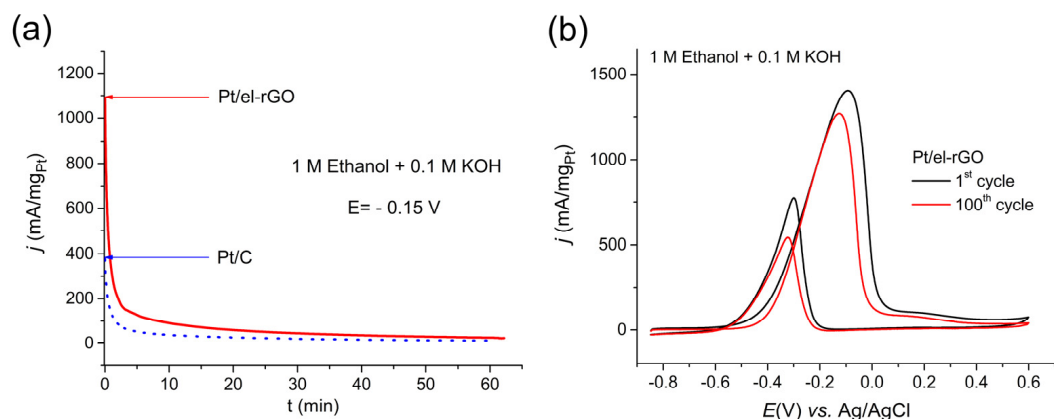 (a)
1200
1000
800
600
400
200
0
j (mA/mgPt)
Pt/el-rGO
1 M Ethanol + 0.1 M KOH
E= - 0.15 V
Pt/C
0 10 20 30 40 50 60
t (min)
(b)
1 M Ethanol + 0.1 M KOH
1500
1000
500
0
j (mA/mgPt)
Pt/el-rGO
1st cycle
100th cycle
-0.8 -0.6 -0.4 -0.2 0.0 0.2 0.4 0.6
E(V) vs. Ag/AgCl